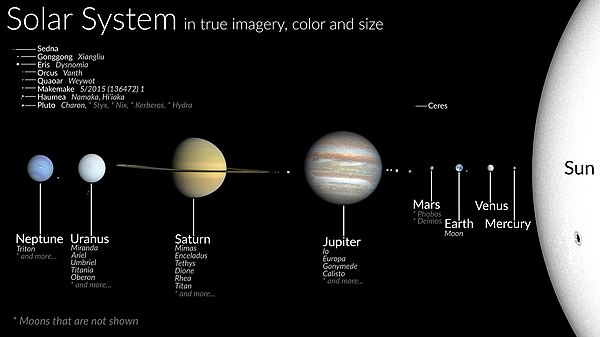 Solar System in true imagery, color and size
Sedna
Gonggong Xiangliu
Eris Dysnomia
Orcus Vanth
Quaoar Weywot
Makemake S/2015 (136472) 1
Haumea Namaka, Hi'iaka
Pluto Charon, * Styx, * Nix, * Kerberos, * Hydra
Ceres
Sun
Neptune
Triton
* and more...
Uranus
Miranda
Ariel
Umbriel
Titania
Oberon
* and more...
Saturn
Mimas
Enceladus
Tethys
Dione
Rhea
Titan
* and more...
Jupiter
Io
Europa
Ganymede
Calisto
* and more...
Mars
* Phobos
* Deimos
Earth
Moon
Venus
Mercury
* Moons that are not shown